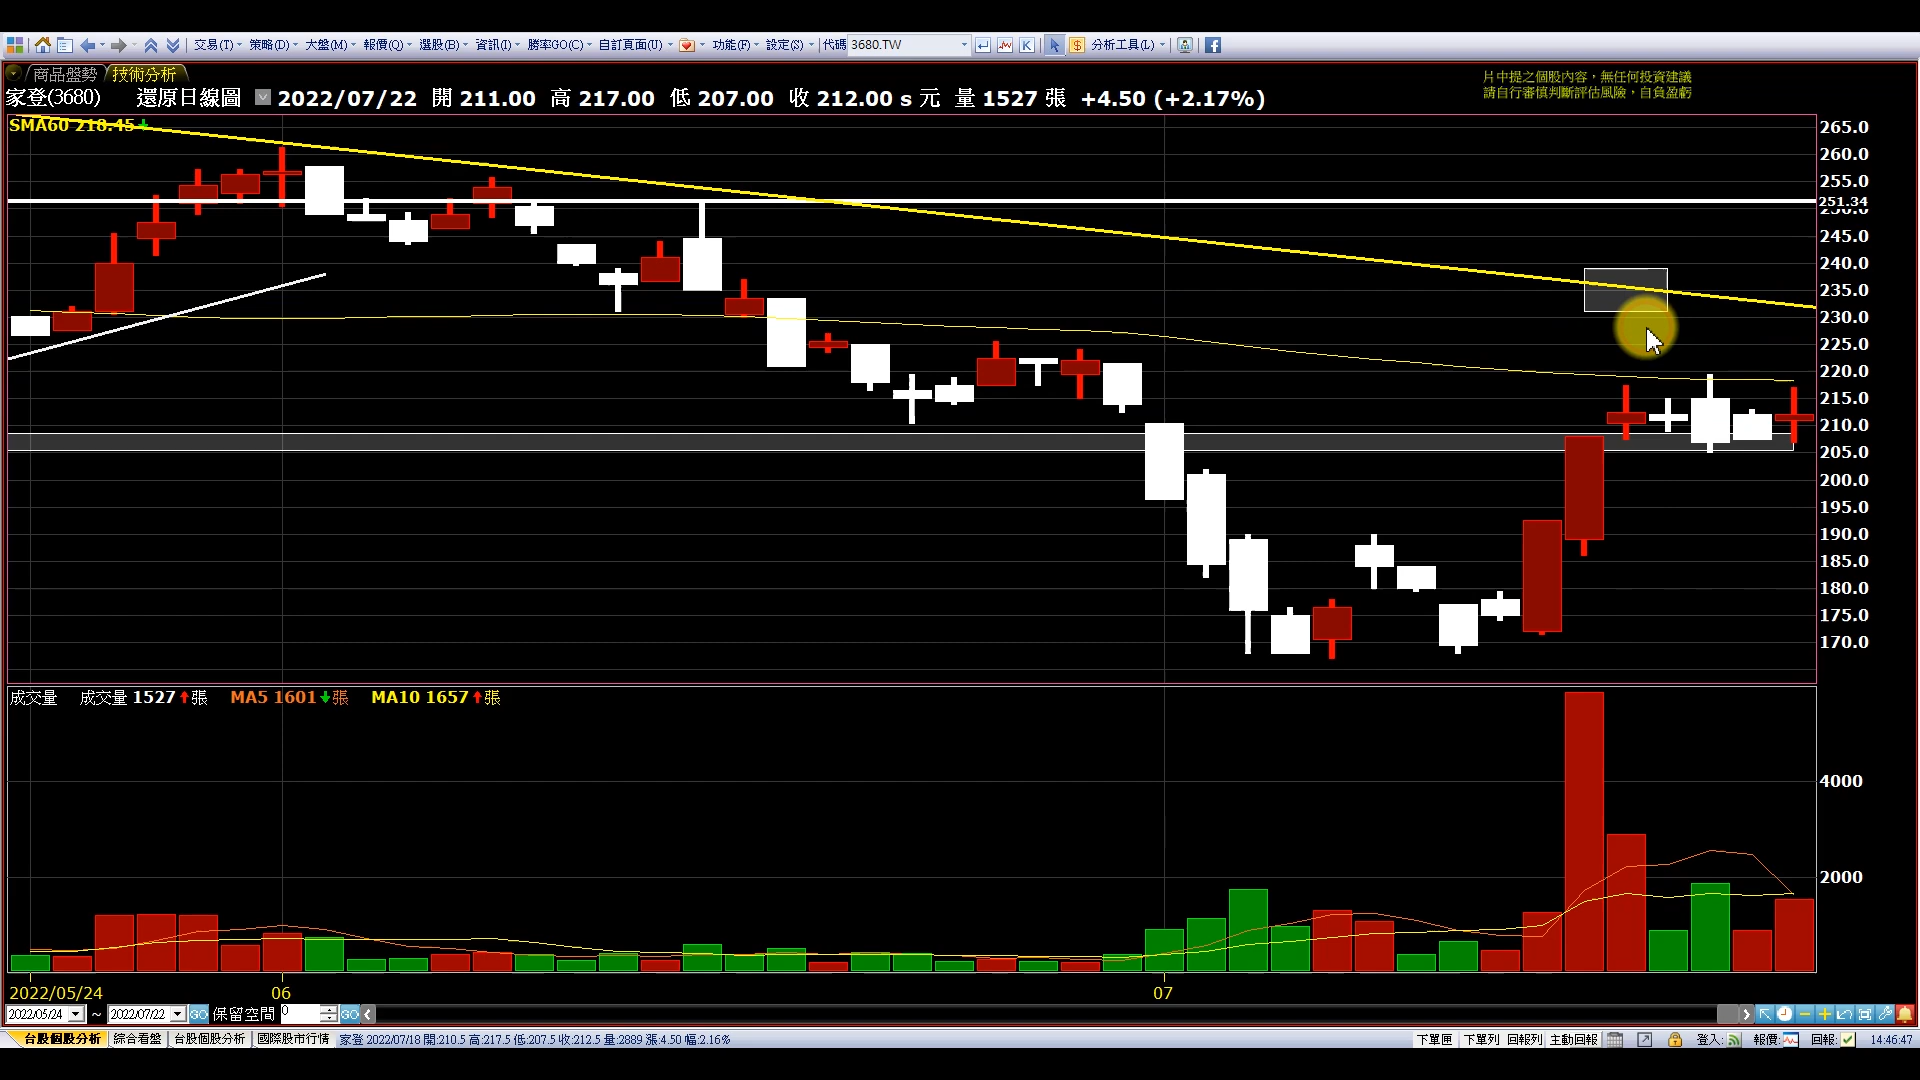 交易(T) 策略(D) 大盤(M) 報價(Q) 選股(B) 資訊(I) 勝率GO(C) 自訂頁面(U) 功能(F) 設定(S) 代碼 3680.TW K $ 分析工具(L)
商品盤勢 技術分析
片中提之個股內容，無任何投資建議
請自行審慎判斷評估風險，自負盈虧
家登(3680) 還原日線圖 2022/07/22 開 211.00 高 217.00 低 207.00 收 212.00 s 元 量 1527 張 +4.50 (+2.17%)
SMA60 218.45
265.0
260.0
255.0
251.34
250.0
245.0
240.0
235.0
230.0
225.0
220.0
215.0
210.0
205.0
200.0
195.0
190.0
185.0
180.0
175.0
170.0
成交量 成交量 1527 張 MA5 1601 張 MA10 1657 張
4000
2000
2022/05/24 06 07
2022/05/24 ~ 2022/07/22 GO 保留空間 0 GO
台股個股分析 綜合看盤 台股個股分析 國際股市行情 家登 2022/07/18 開:210.5 高:217.5 低:207.5 收:212.5 量:2889 漲:4.50 幅:2.16% 下單匣 下單列 回報列 主動回報 登入: 報價: 回報: 14:46:47